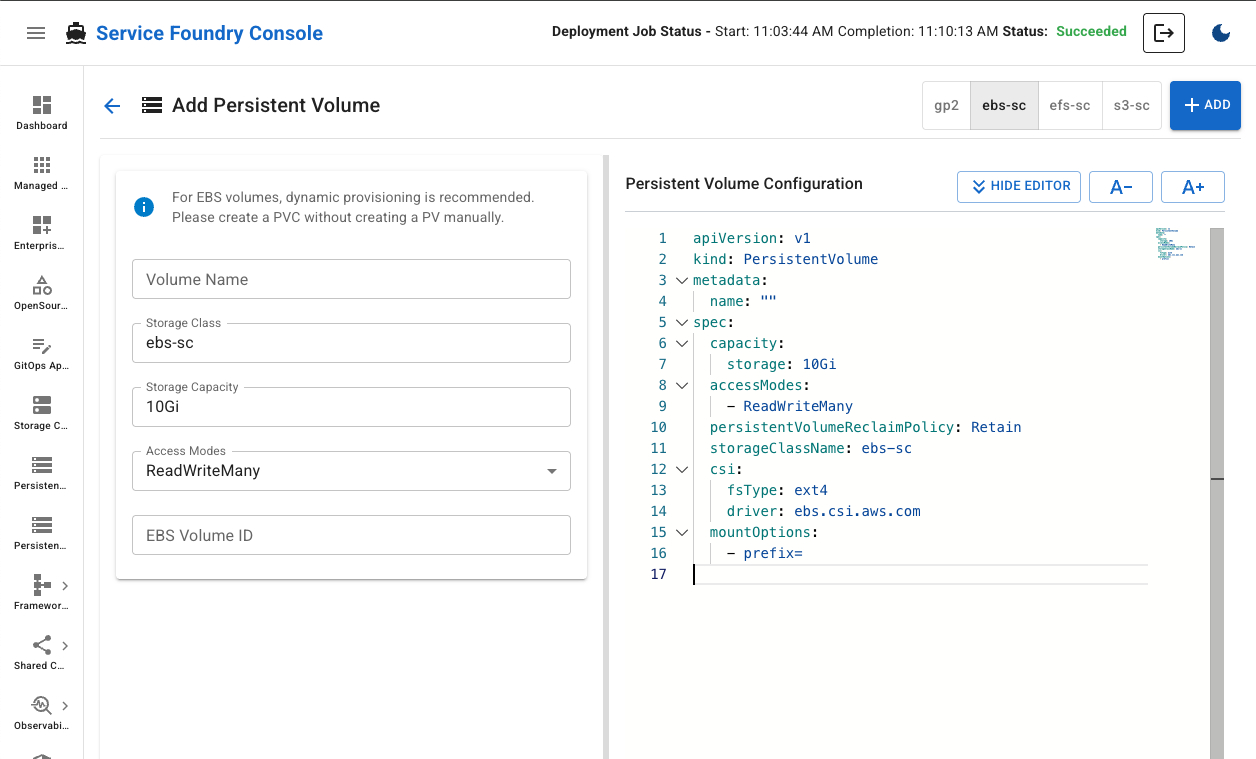 Service Foundry Console
Deployment Job Status - Start: 11:03:44 AM Completion: 11:10:13 AM Status: Succeeded
Dashboard
Managed ...
Enterpris...
OpenSour...
GitOps Ap...
Storage C...
Persisten...
Persisten...
Framewor...
Shared C...
Observabi...
Add Persistent Volume
gp2
ebs-sc
efs-sc
s3-sc
ADD
For EBS volumes, dynamic provisioning is recommended.
Please create a PVC without creating a PV manually.
Volume Name
Storage Class
ebs-sc
Storage Capacity
10Gi
Access Modes
ReadWriteMany
EBS Volume ID
Persistent Volume Configuration
HIDE EDITOR
A-
A+
1 apiVersion: v1
2 kind: PersistentVolume
3 metadata:
4 name: ""
5 spec:
6 capacity:
7 storage: 10Gi
8 accessModes:
9 - ReadWriteMany
10 persistentVolumeReclaimPolicy: Retain
11 storageClassName: ebs-sc
12 csi:
13 fsType: ext4
14 driver: ebs.csi.aws.com
15 mountOptions:
16 - prefix=
17